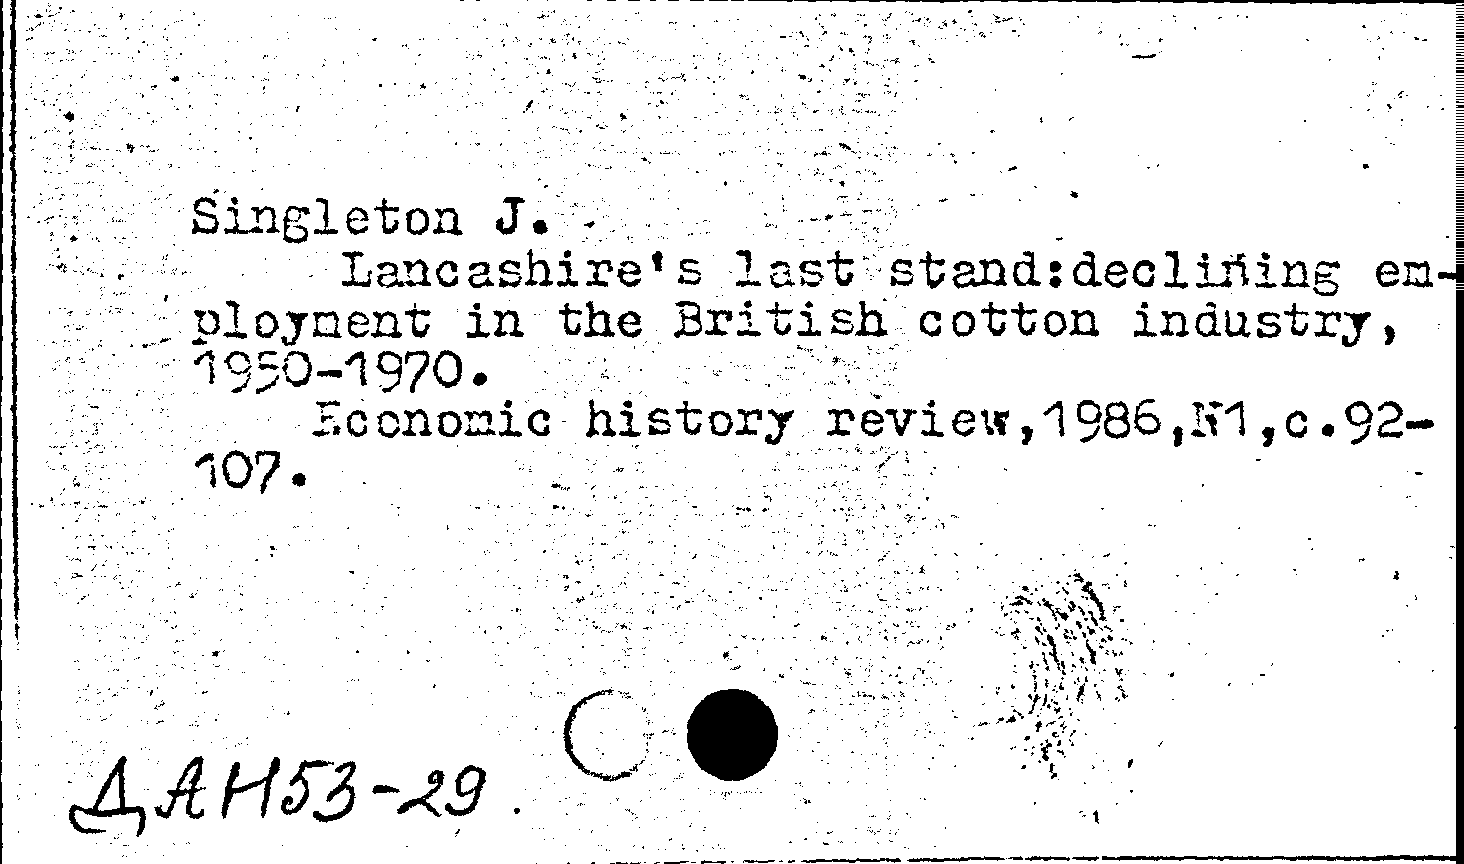 Singleton J.
Lancashire's last stand:declining em-
ployment in the British cotton industry,
1950-1970.
Economic history review,1986,N1,c.92-
107.
ДАН53-29